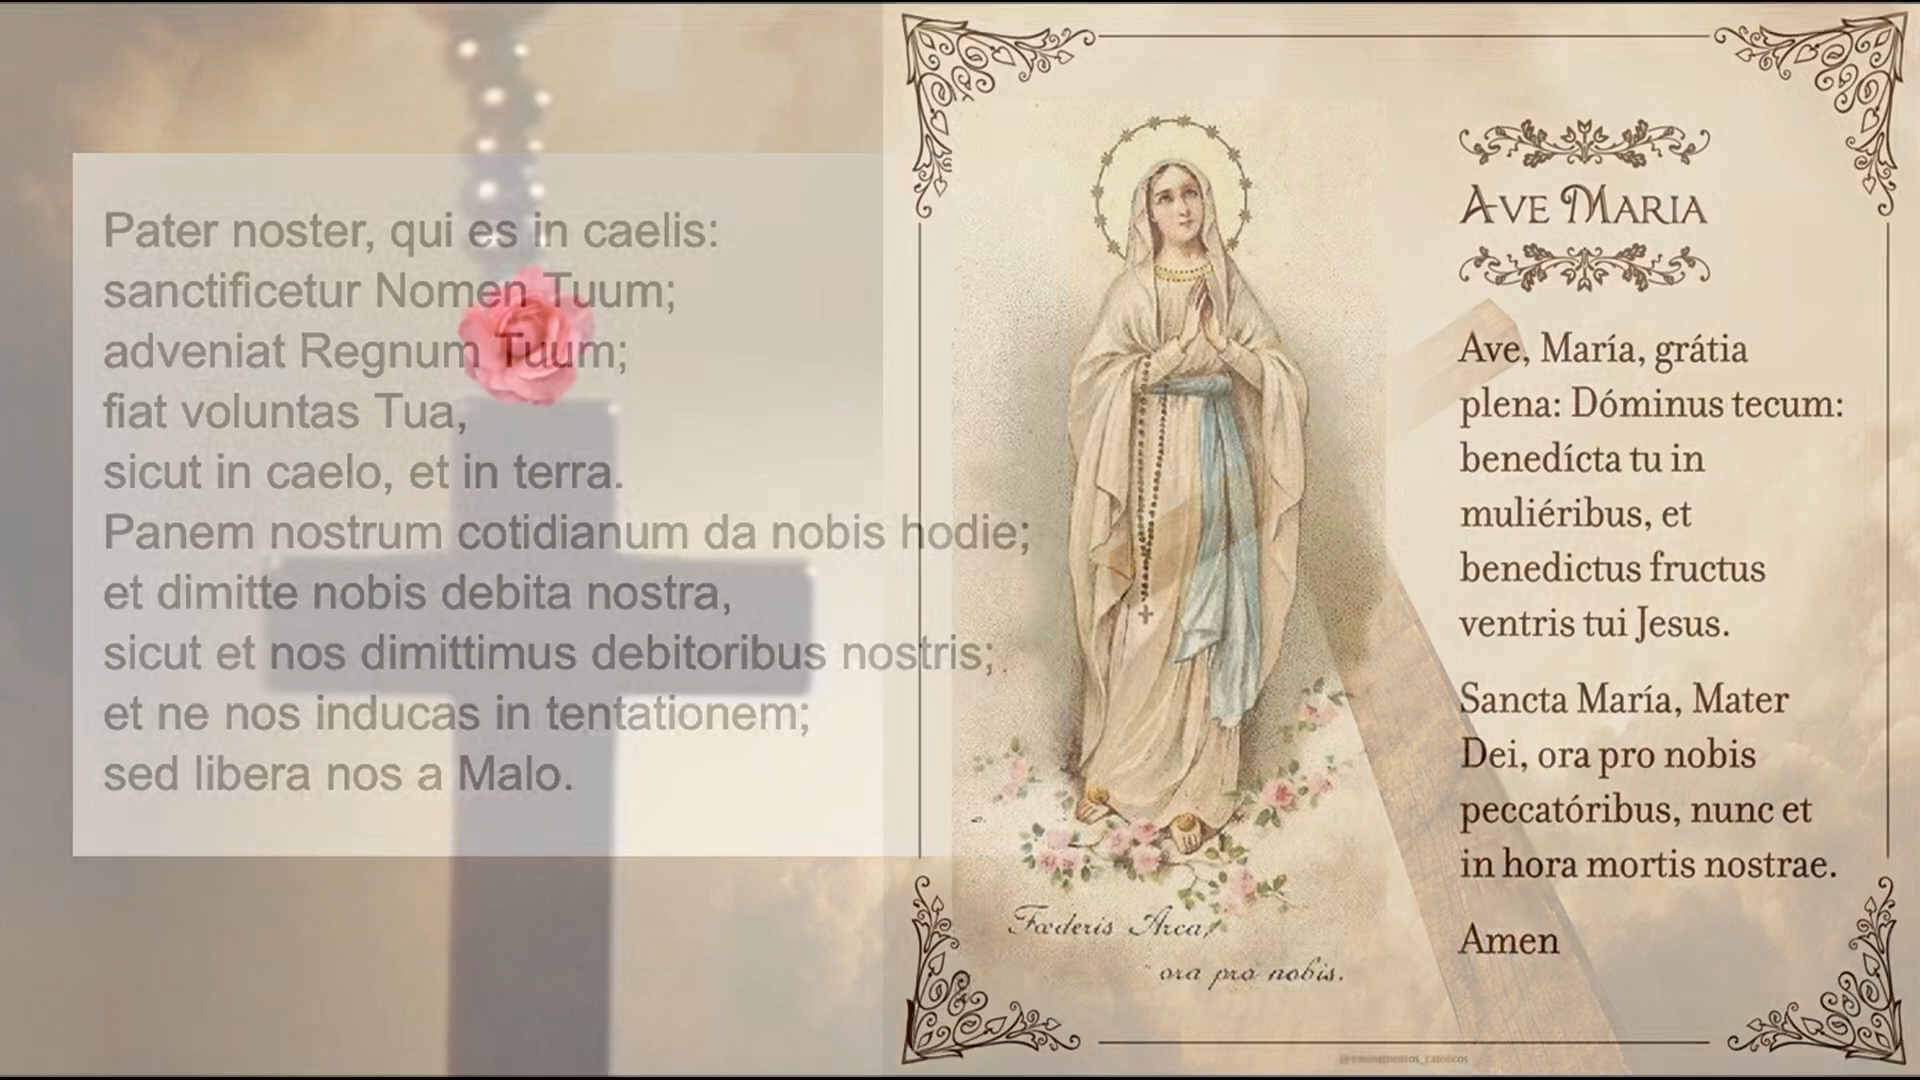 Pater noster, qui es in caelis:
sanctificetur Nomen Tuum;
adveniat Regnum Tuum;
fiat voluntas Tua,
sicut in caelo, et in terra.
Panem nostrum cotidianum da nobis hodie;
et dimitte nobis debita nostra,
sicut et nos dimittimus debitoribus nostris;
et ne nos inducas in tentationem;
sed libera nos a Malo.
Fœderis Arca,
ora pro nobis.
AVE MARIA
Ave, María, grátia
plena: Dóminus tecum:
benedícta tu in
muliéribus, et
benedictus fructus
ventris tui Jesus.
Sancta María, Mater
Dei, ora pro nobis
peccatóribus, nunc et
in hora mortis nostrae.
Amen